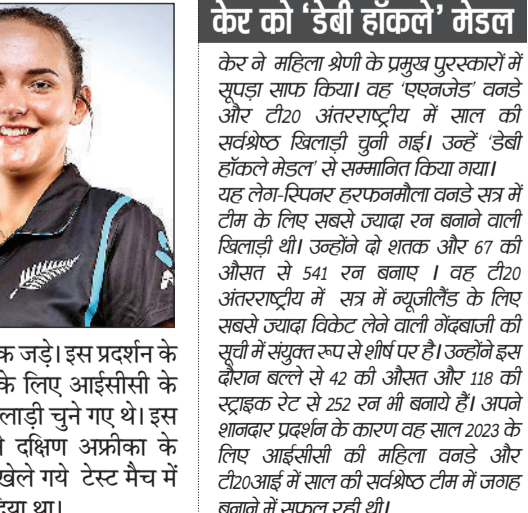 केर को ‘डेबी हॉकले’ मेडल
केर ने महिला श्रेणी के प्रमुख पुरस्कारों में
सूपड़ा साफ किया। वह ‘एएनजेड’ वनडे
और टी20 अंतरराष्ट्रीय में साल की
सर्वश्रेष्ठ खिलाड़ी चुनी गई। उन्हें ‘डेबी
हॉकले मेडल’ से सम्मानित किया गया।
यह लेग-स्पिनर हरफनमौला वनडे सत्र में
टीम के लिए सबसे ज्यादा रन बनाने वाली
खिलाड़ी थी। उन्होंने दो शतक और 67 की
औसत से 541 रन बनाए । वह टी20
अंतरराष्ट्रीय में सत्र में न्यूजीलैंड के लिए
सबसे ज्यादा विकेट लेने वाली गेंदबाजी की
सूची में संयुक्त रूप से शीर्ष पर है। उन्होंने इस
दौरान बल्ले से 42 की औसत और 118 की
स्ट्राइक रेट से 252 रन भी बनाये हैं। अपने
शानदार प्रदर्शन के कारण वह साल 2023 के
लिए आईसीसी की महिला वनडे और
टी20आई में साल की सर्वश्रेष्ठ टीम में जगह
बनाने में सफल रही थी।
क जड़े। इस प्रदर्शन के
के लिए आईसीसी के
लाड़ी चुने गए थे। इस
दक्षिण अफ्रीका के
खेले गये टेस्ट मैच में
दिया था।